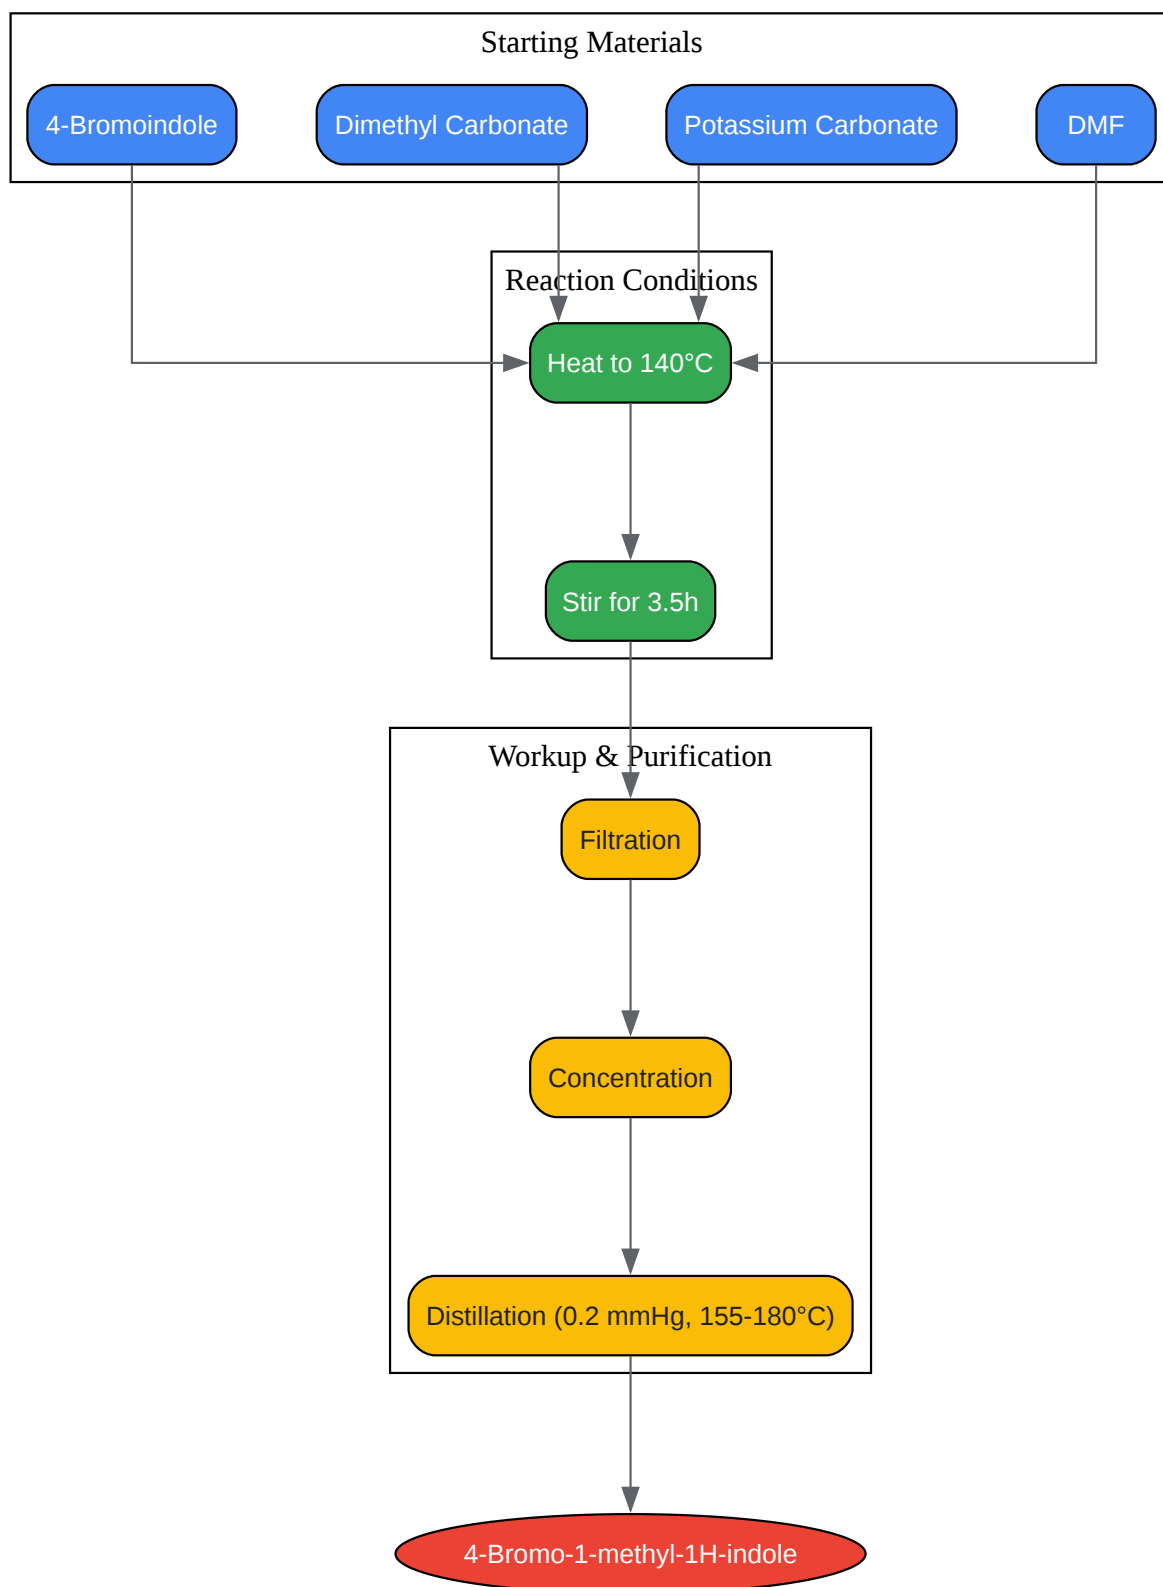 Starting Materials
4-Bromoindole
Dimethyl Carbonate
Potassium Carbonate
DMF
Reaction Conditions
Heat to 140°C
Stir for 3.5h
Workup & Purification
Filtration
Concentration
Distillation (0.2 mmHg, 155-180°C)
4-Bromo-1-methyl-1H-indole